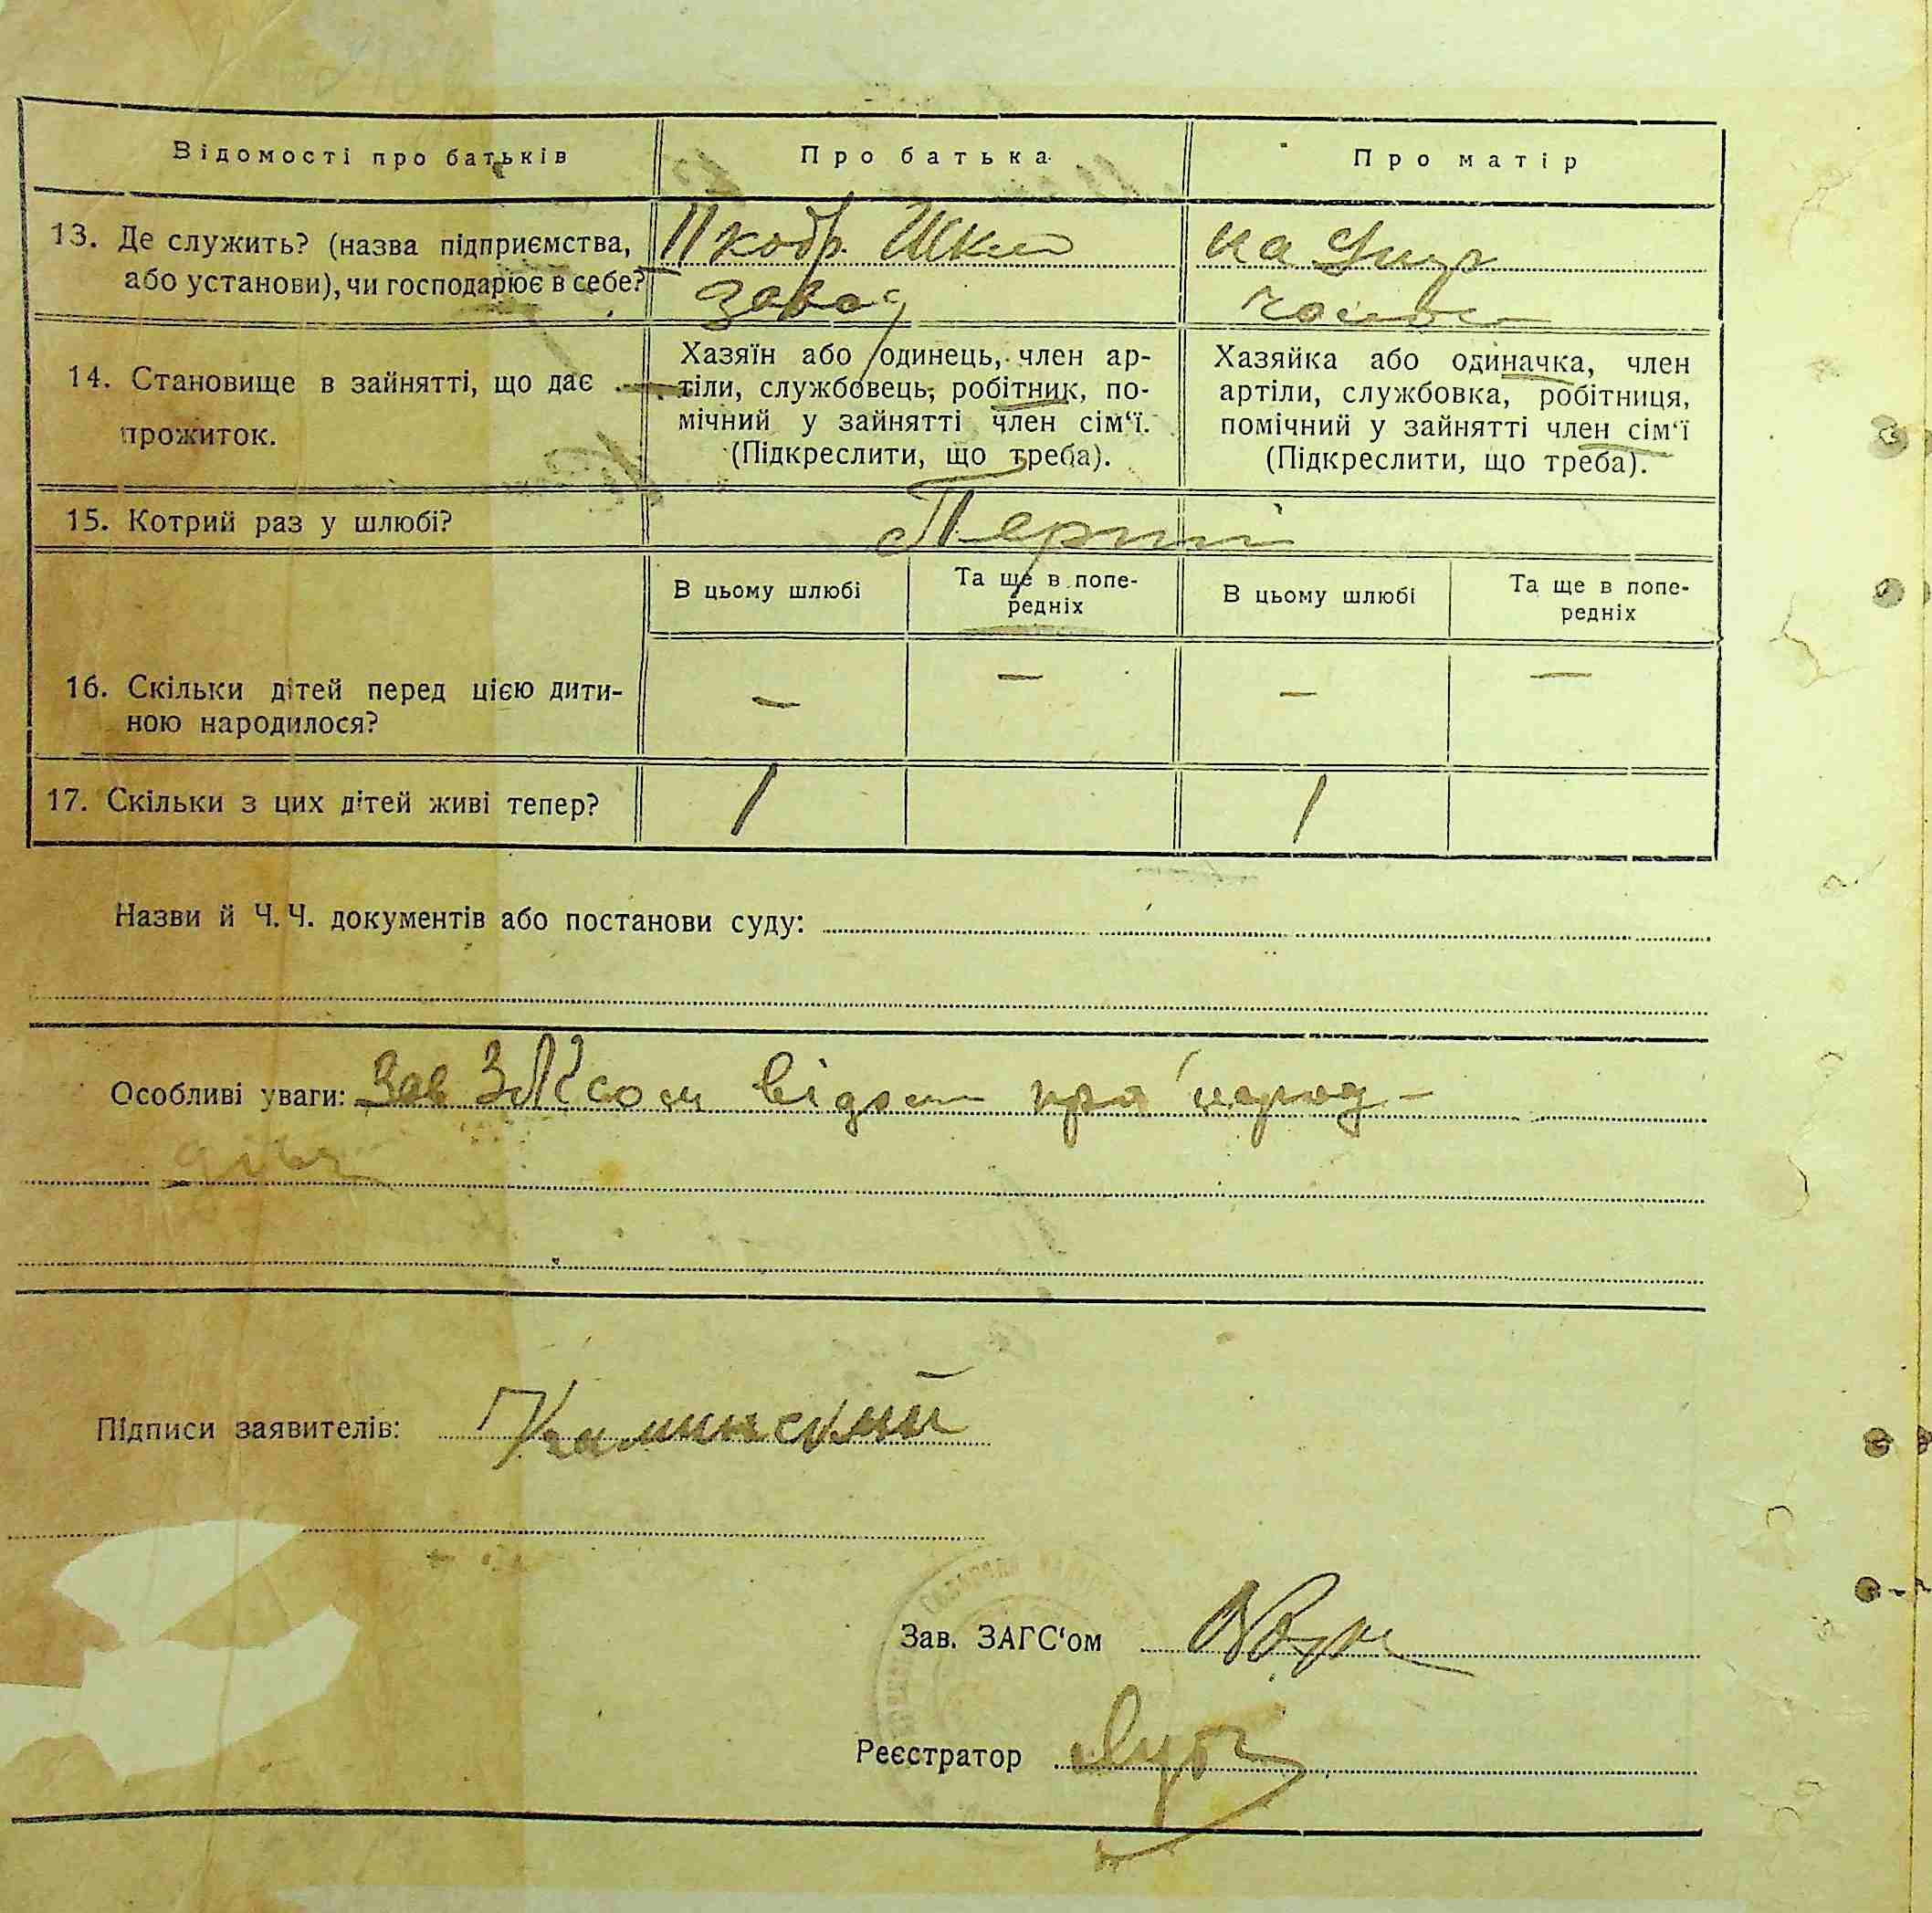 Відомості про батьків
Про батька
Про матір
13. Де служить? (назва підприємства,
або установи), чи господарює в себе?
Шкло
завод
на
14. Становище в зайнятті, що дає
прожиток.
Хазяїн або одинець, член ар-
тіли, службовець, робітник, по-
мічний у зайнятті член сім‘ї.
(Підкреслити, що треба).
Хазяйка або одиначка, член
артіли, службовка, робітниця,
помічний у зайнятті член сім‘ї
(Підкреслити, що треба).
15. Котрий раз у шлюбі?
Перший
В цьому шлюбі
Та ще в попе-
редніх
В цьому шлюбі
Та ще в попе-
редніх
16. Скільки дітей перед цією дити-
ною народилося?
— — — —
17. Скільки з цих дітей живі тепер?
1 1
Назви й Ч. Ч. документів або постанови суду:
Особливі уваги: Зав
Підписи заявителів: Каминский
Зав. ЗАГС‘ом
Реєстратор